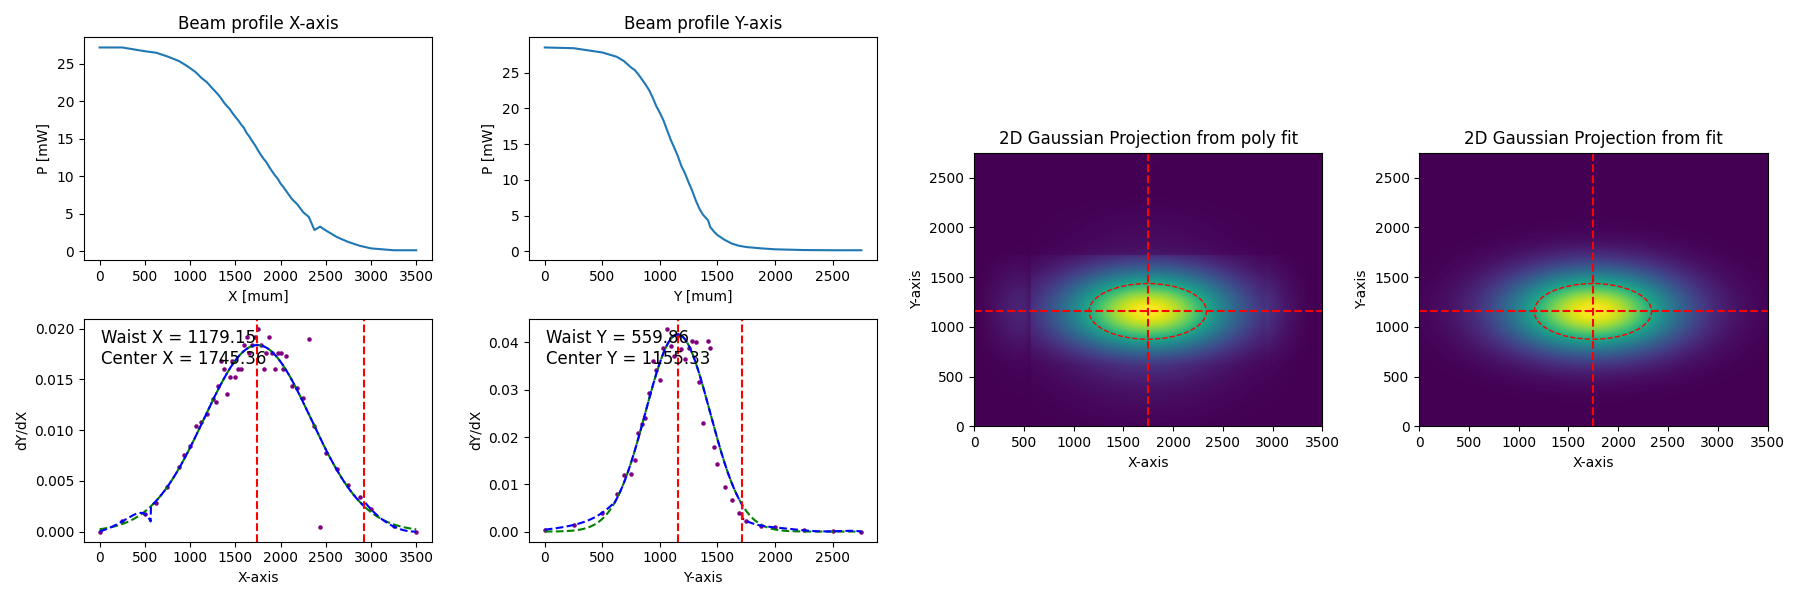 Beam profile X-axis
P [mW]
25
20
15
10
5
0
0 500 1000 1500 2000 2500 3000 3500
X [mum]
Beam profile Y-axis
P [mW]
25
20
15
10
5
0
0 500 1000 1500 2000 2500
Y [mum]
Waist X = 1179.15
Center X = 1745.36
dY/dX
0.020
0.015
0.010
0.005
0.000
0 500 1000 1500 2000 2500 3000 3500
X-axis
Waist Y = 559.86
Center Y = 1155.33
dY/dX
0.04
0.03
0.02
0.01
0.00
0 500 1000 1500 2000 2500
Y-axis
2D Gaussian Projection from poly fit
Y-axis
2500
2000
1500
1000
500
0
0 500 1000 1500 2000 2500 3000 3500
X-axis
2D Gaussian Projection from fit
Y-axis
2500
2000
1500
1000
500
0
0 500 1000 1500 2000 2500 3000 3500
X-axis